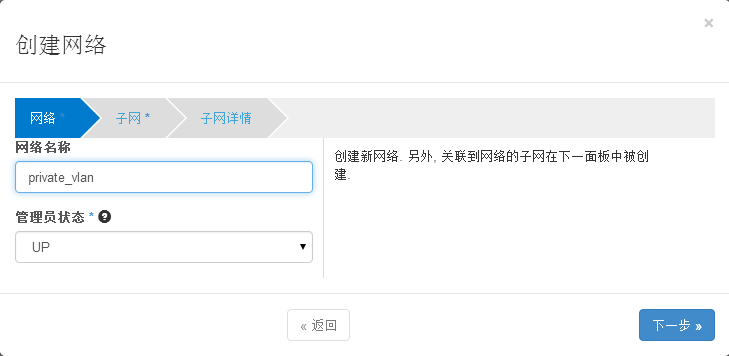 ×
创建网络
网络 *
子网 *
子网详情
网络名称
private_vlan
管理员状态 * ?
UP
创建新网络. 另外, 关联到网络的子网在下一面板中被创
建.
« 返回
下一步 »